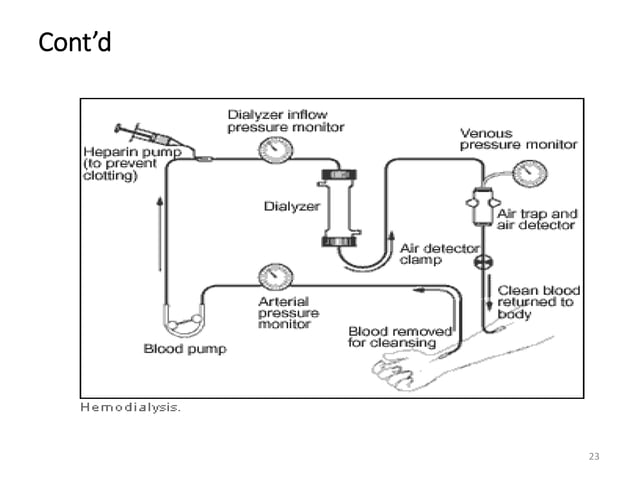 Cont’d
Dialyzer inflow
pressure monitor
Venous
pressure monitor
Heparin pump
(to prevent
clotting)
Dialyzer
Air trap and
air detector
Air detector
clamp
Clean blood
returned to
body
Arterial
pressure
monitor
Blood removed
for cleansing
Blood pump
Hemodialysis.
23